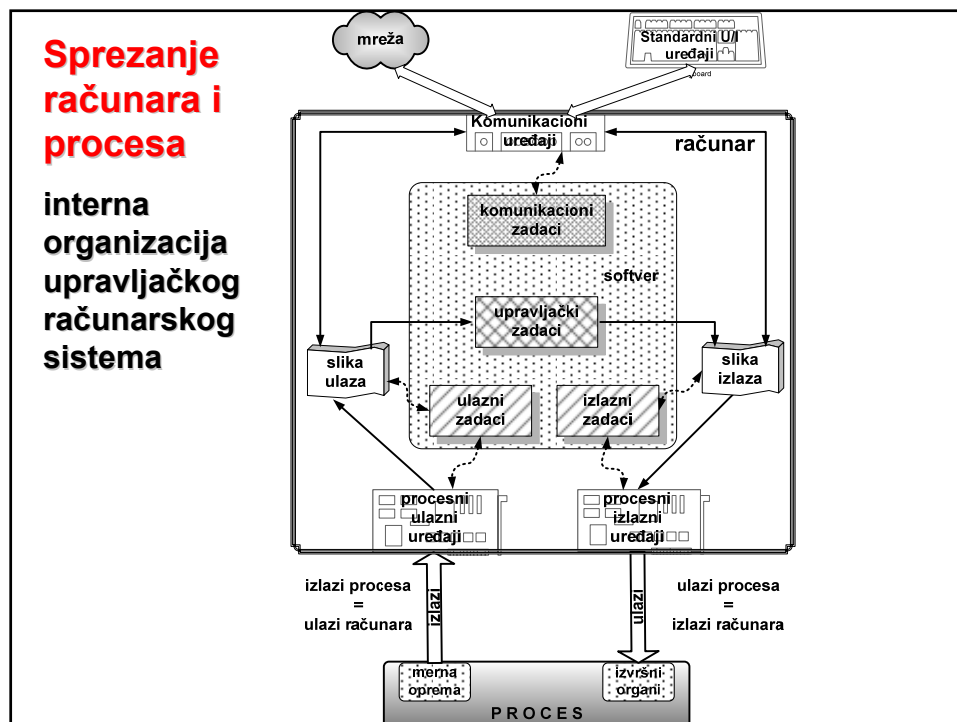 Sprezanje
računara i
procesa
interna
organizacija
upravljačkog
računarskog
sistema
mreža
Standardni U/I
uređaji
board
Komunikacioni
uređaji
računar
komunikacioni
zadaci
softver
upravljački
zadaci
slika
ulaza
slika
izlaza
ulazni
zadaci
izlazni
zadaci
procesni
ulazni
uređaji
procesni
izlazni
uređaji
izlazi procesa
=
ulazi računara
izlazi
ulazi
ulazi procesa
=
izlazi računara
merna
oprema
izvršni
organi
P R O C E S